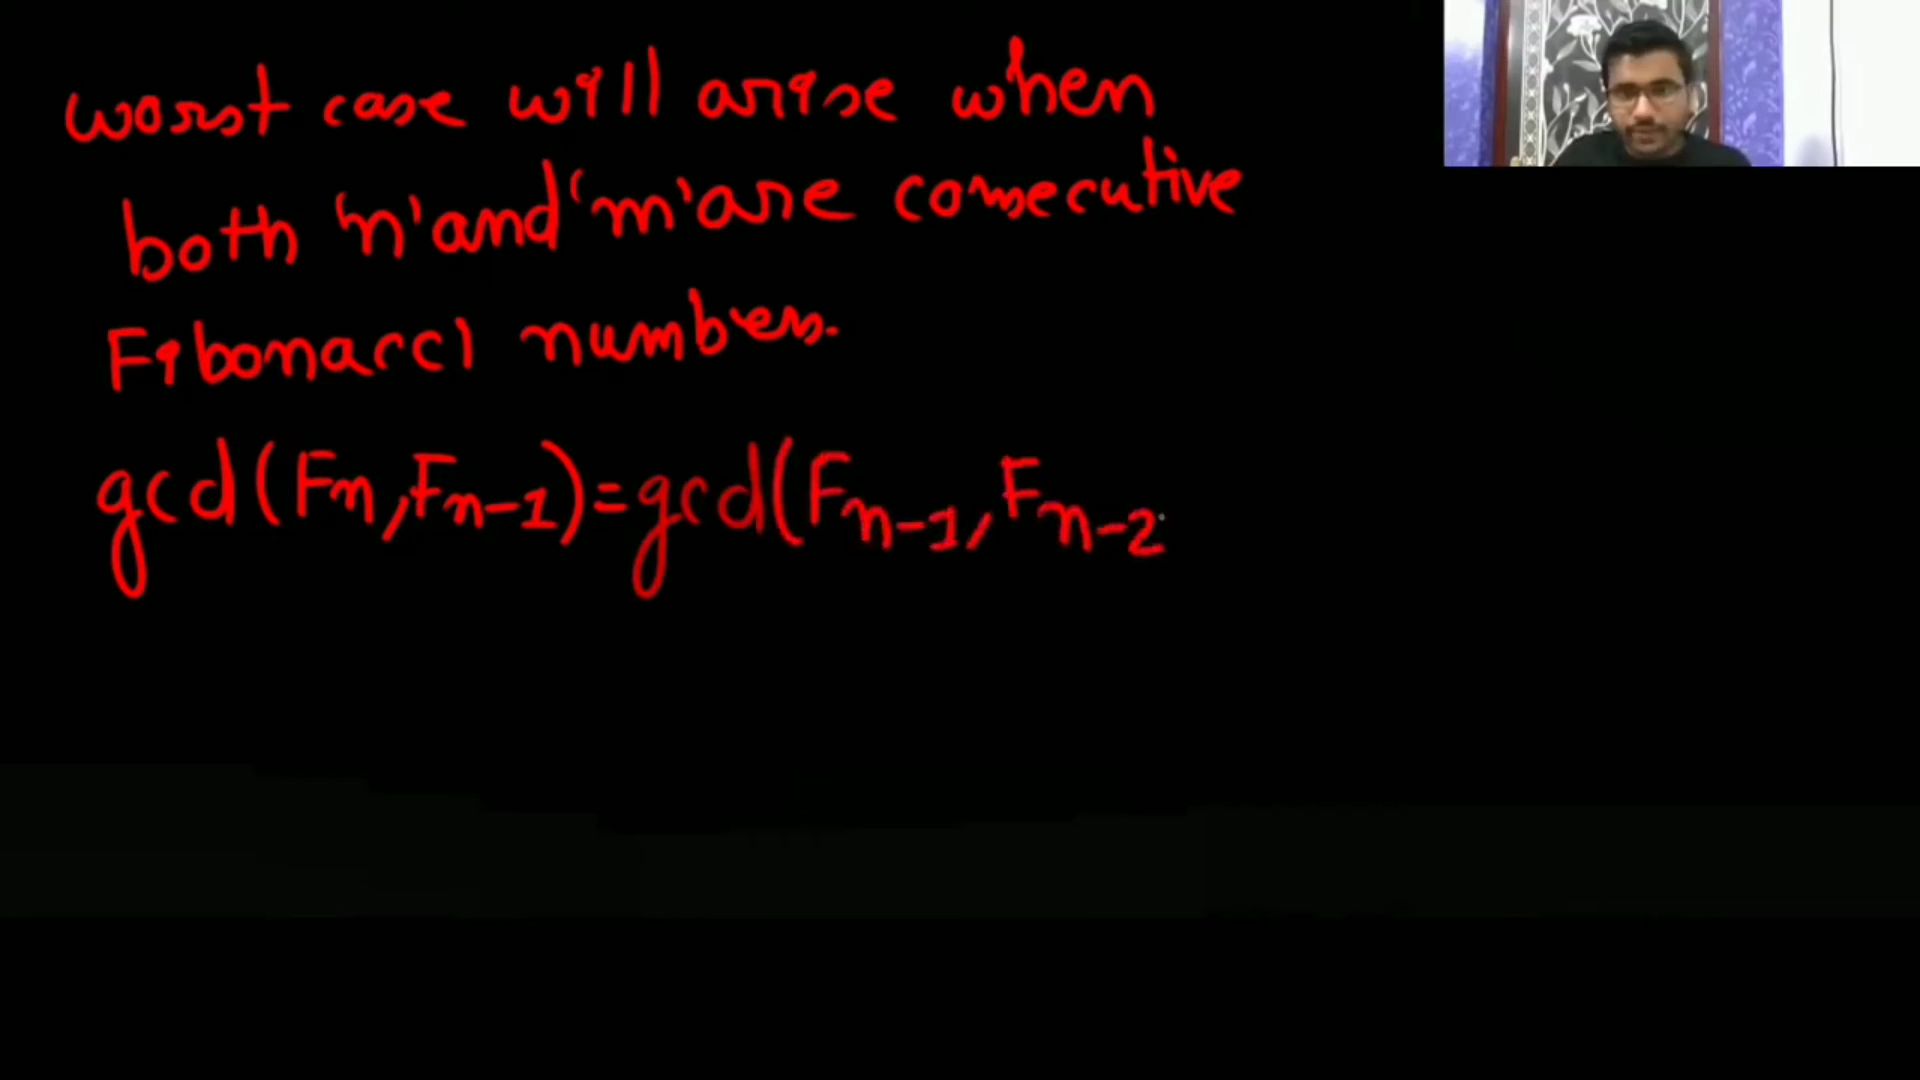 worst case will arise when
both 'n' and 'm' are consecutive
Fibonacci numbers.
gcd(Fn,Fn-1)=gcd(Fn-1,Fn-2